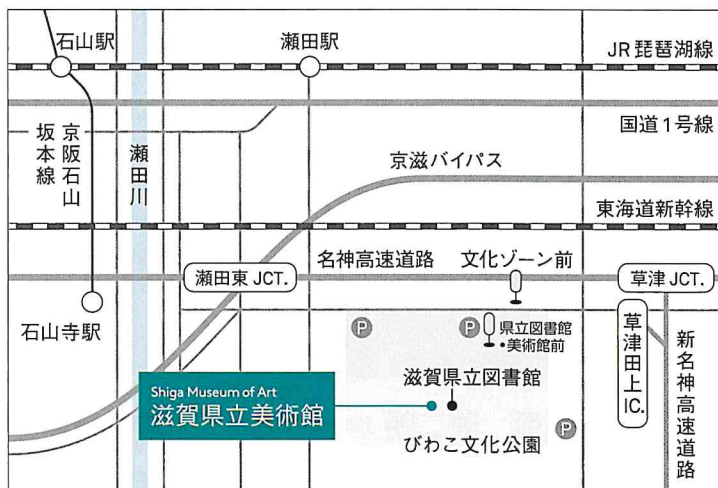 石山駅
瀬田駅
JR琵琶湖線
国道1号線
京阪石山
坂本線
瀬田川
京滋バイパス
東海道新幹線
名神高速道路
文化ゾーン前
瀬田東 JCT.
草津 JCT.
石山寺駅
P
P
県立図書館
・美術館前
草津田上IC.
新名神高速道路
Shiga Museum of Art
滋賀県立美術館
滋賀県立図書館
びわこ文化公園
P